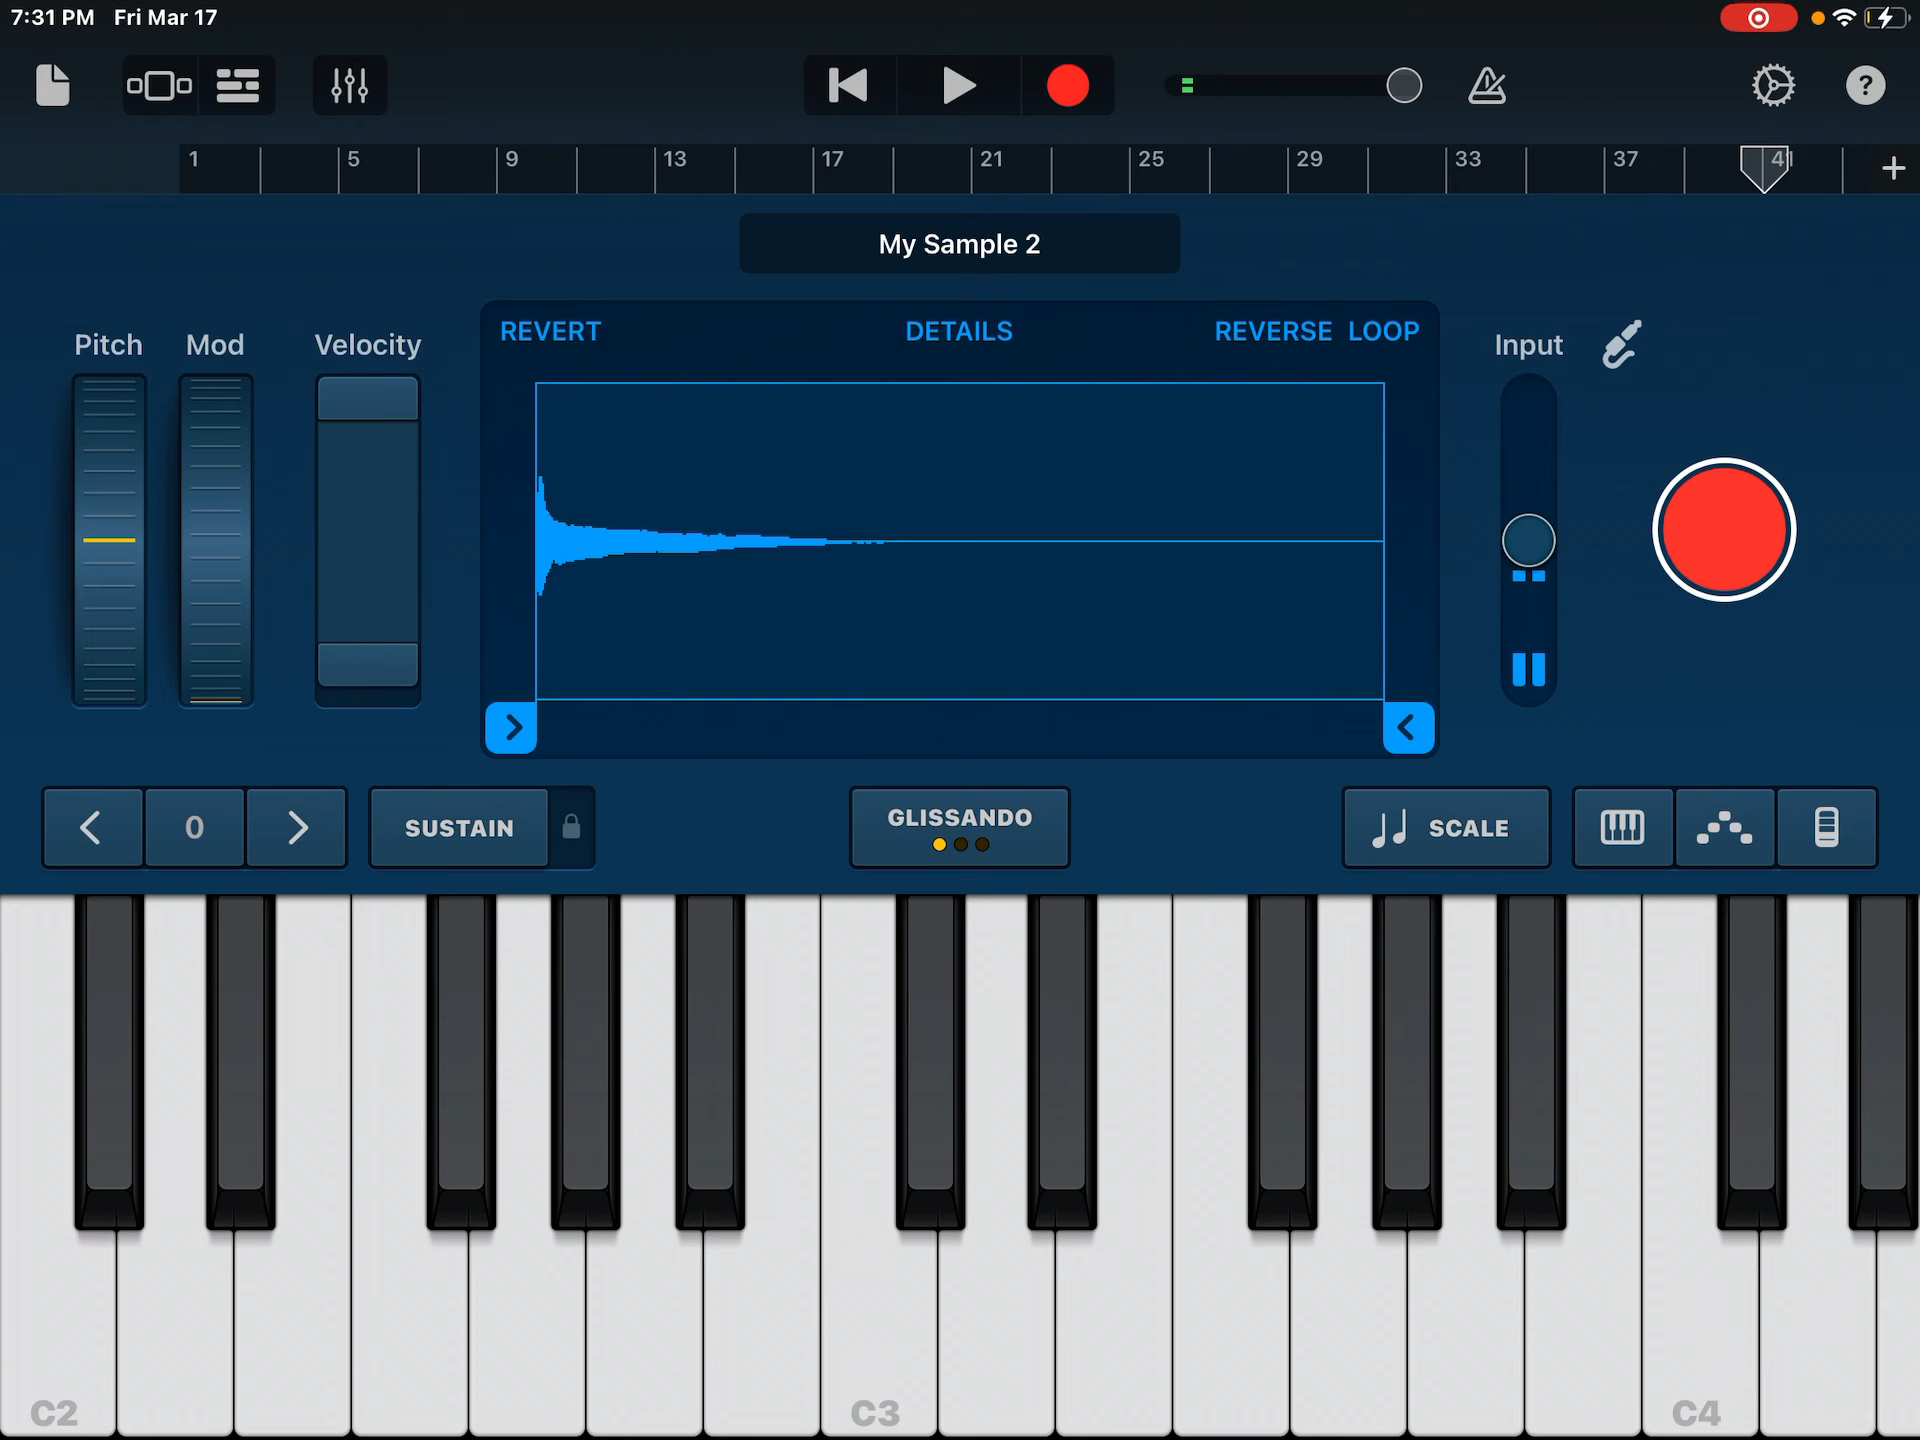 7:31 PM Fri Mar 17
?
1 5 9 13 17 21 25 29 33 37 41 +
My Sample 2
Pitch Mod Velocity
REVERT DETAILS REVERSE LOOP
Input
0 SUSTAIN GLISSANDO SCALE
C2 C3 C4